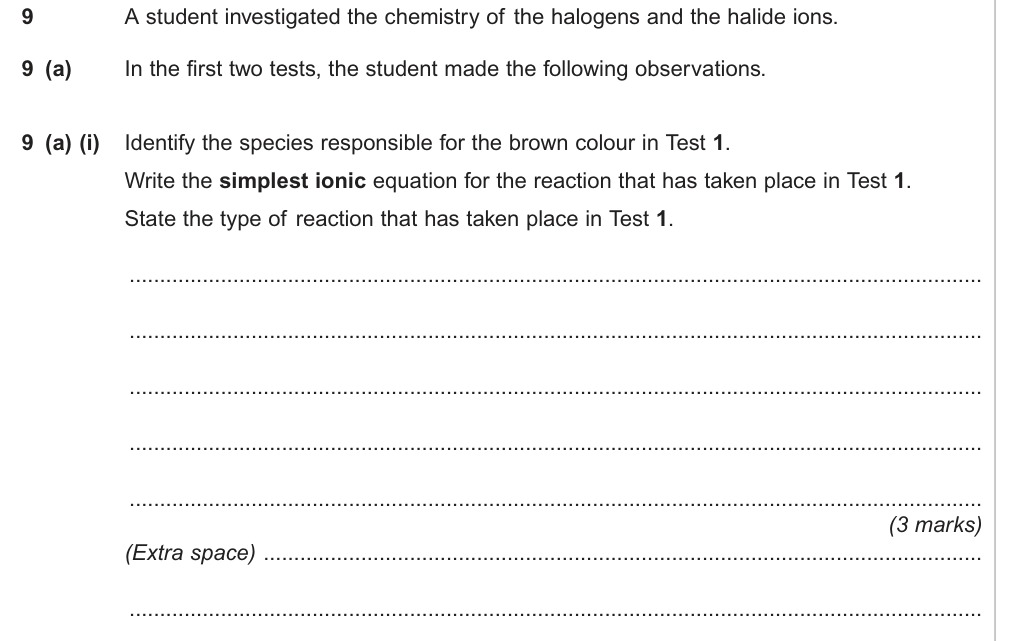 9 A student investigated the chemistry of the halogens and the halide ions.
9 (a) In the first two tests, the student made the following observations.
9 (a) (i) Identify the species responsible for the brown colour in Test 1.
Write the simplest ionic equation for the reaction that has taken place in Test 1.
State the type of reaction that has taken place in Test 1.
(3 marks)
(Extra space)